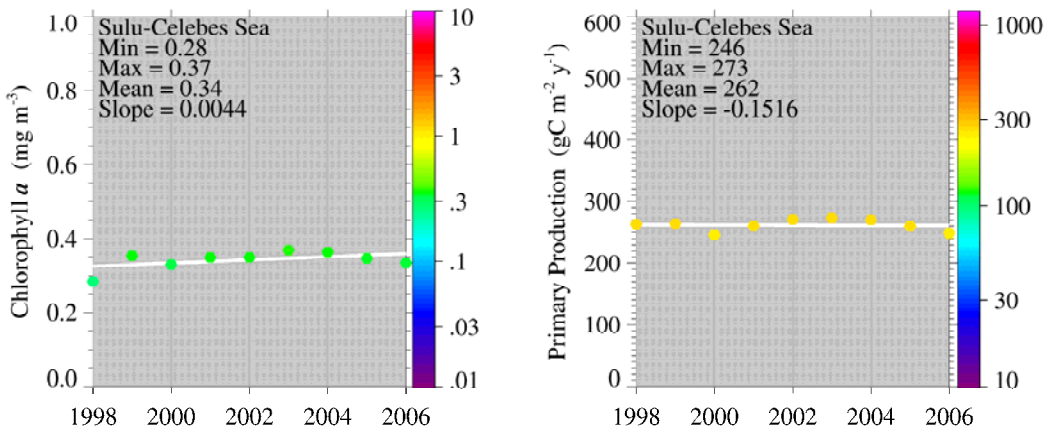 Sulu-Celebes Sea
Min = 0.28
Max = 0.37
Mean = 0.34
Slope = 0.0044
Chlorophyll a (mg m-3)
1.0
0.8
0.6
0.4
0.2
0.0
1998 2000 2002 2004 2006
10
3
1
.3
.1
.03
.01
Sulu-Celebes Sea
Min = 246
Max = 273
Mean = 262
Slope = -0.1516
Primary Production (gC m-2 y-1)
600
500
400
300
200
100
0
1998 2000 2002 2004 2006
1000
300
100
30
10